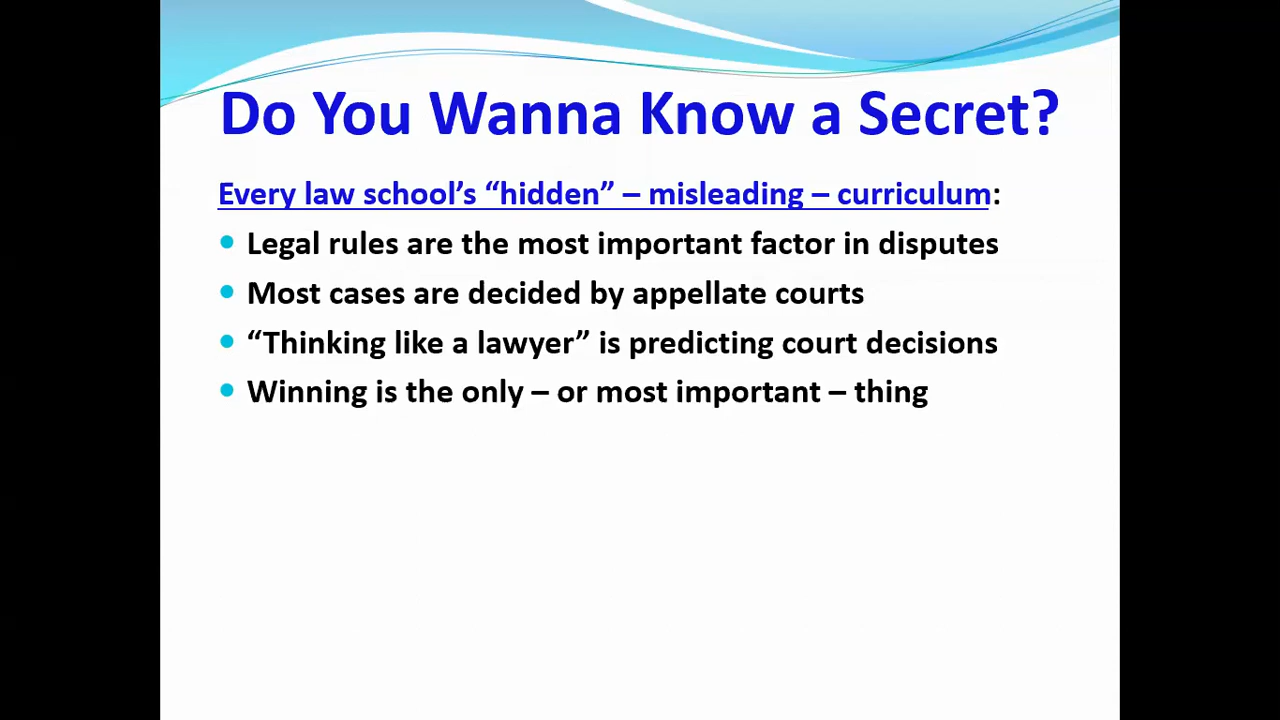 Do You Wanna Know a Secret?
Every law school’s “hidden” – misleading – curriculum:
• Legal rules are the most important factor in disputes
• Most cases are decided by appellate courts
• “Thinking like a lawyer” is predicting court decisions
• Winning is the only – or most important – thing